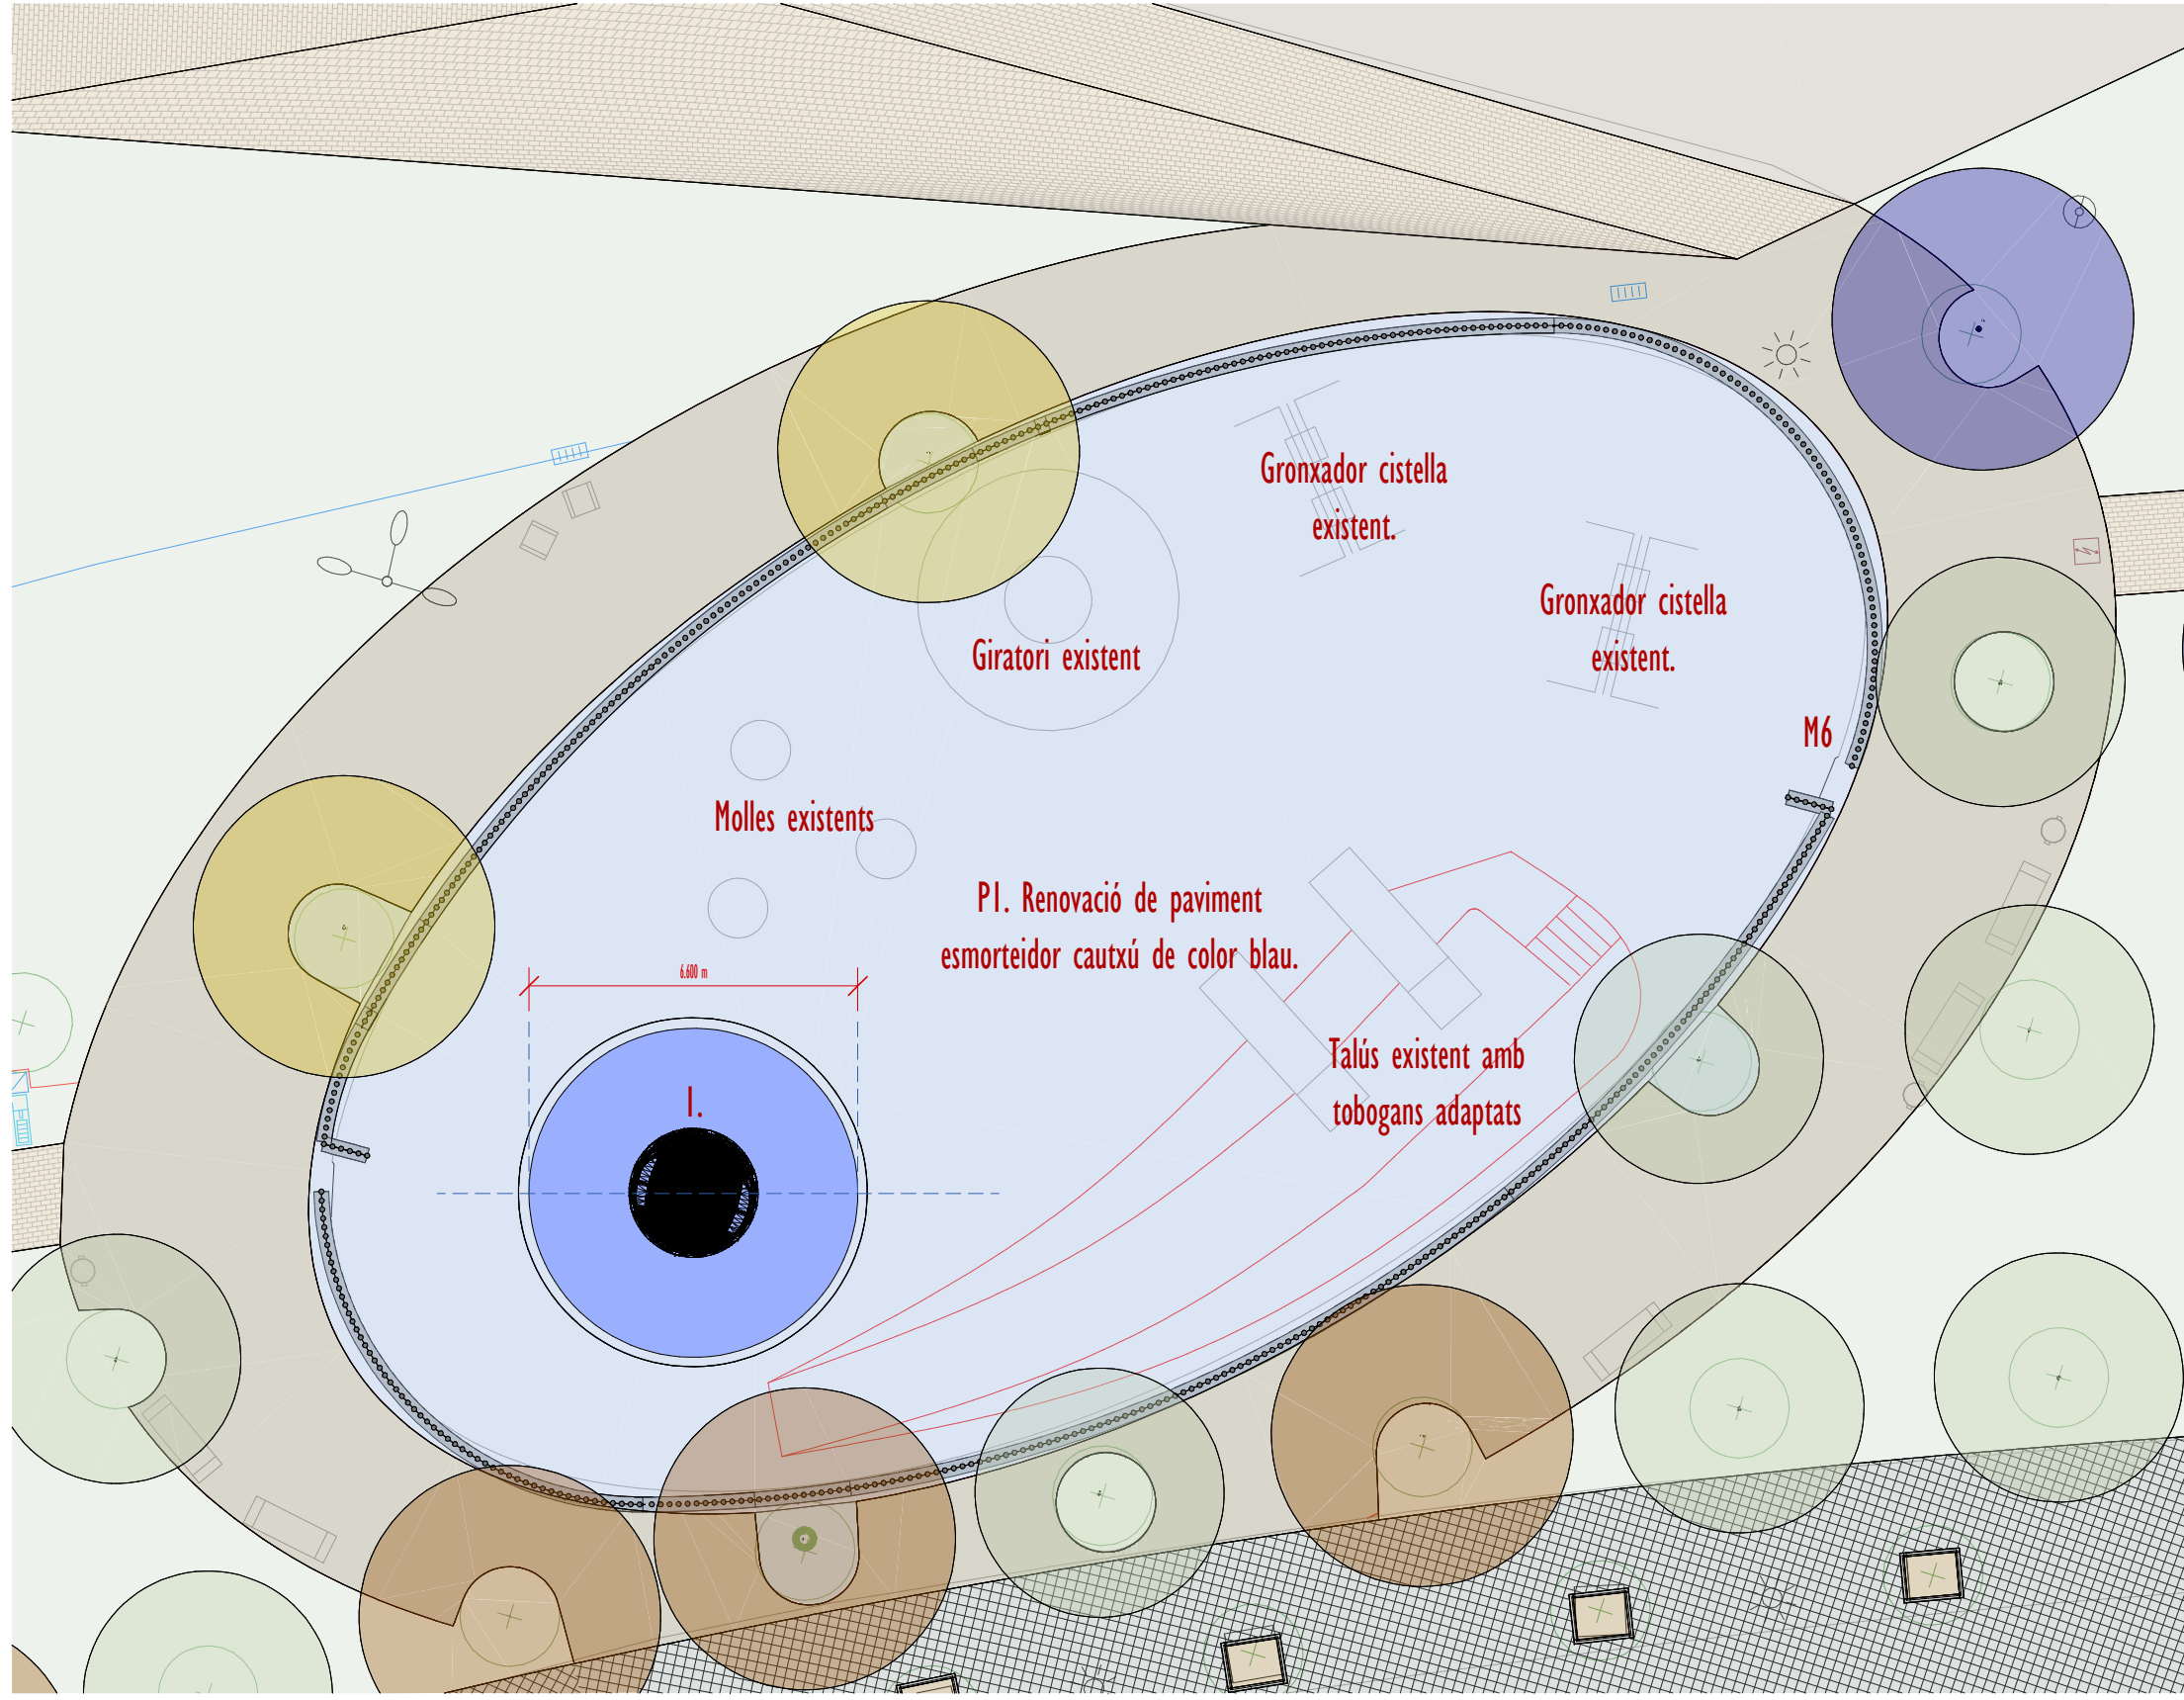 Gronxador cistella
existent.
Gronxador cistella
existent.
Giratori existent
M6
Molles existents
P1. Renovació de paviment
esmorteidor cautxú de color blau.
6.600 m
Talús existent amb
tobogans adaptats
1.